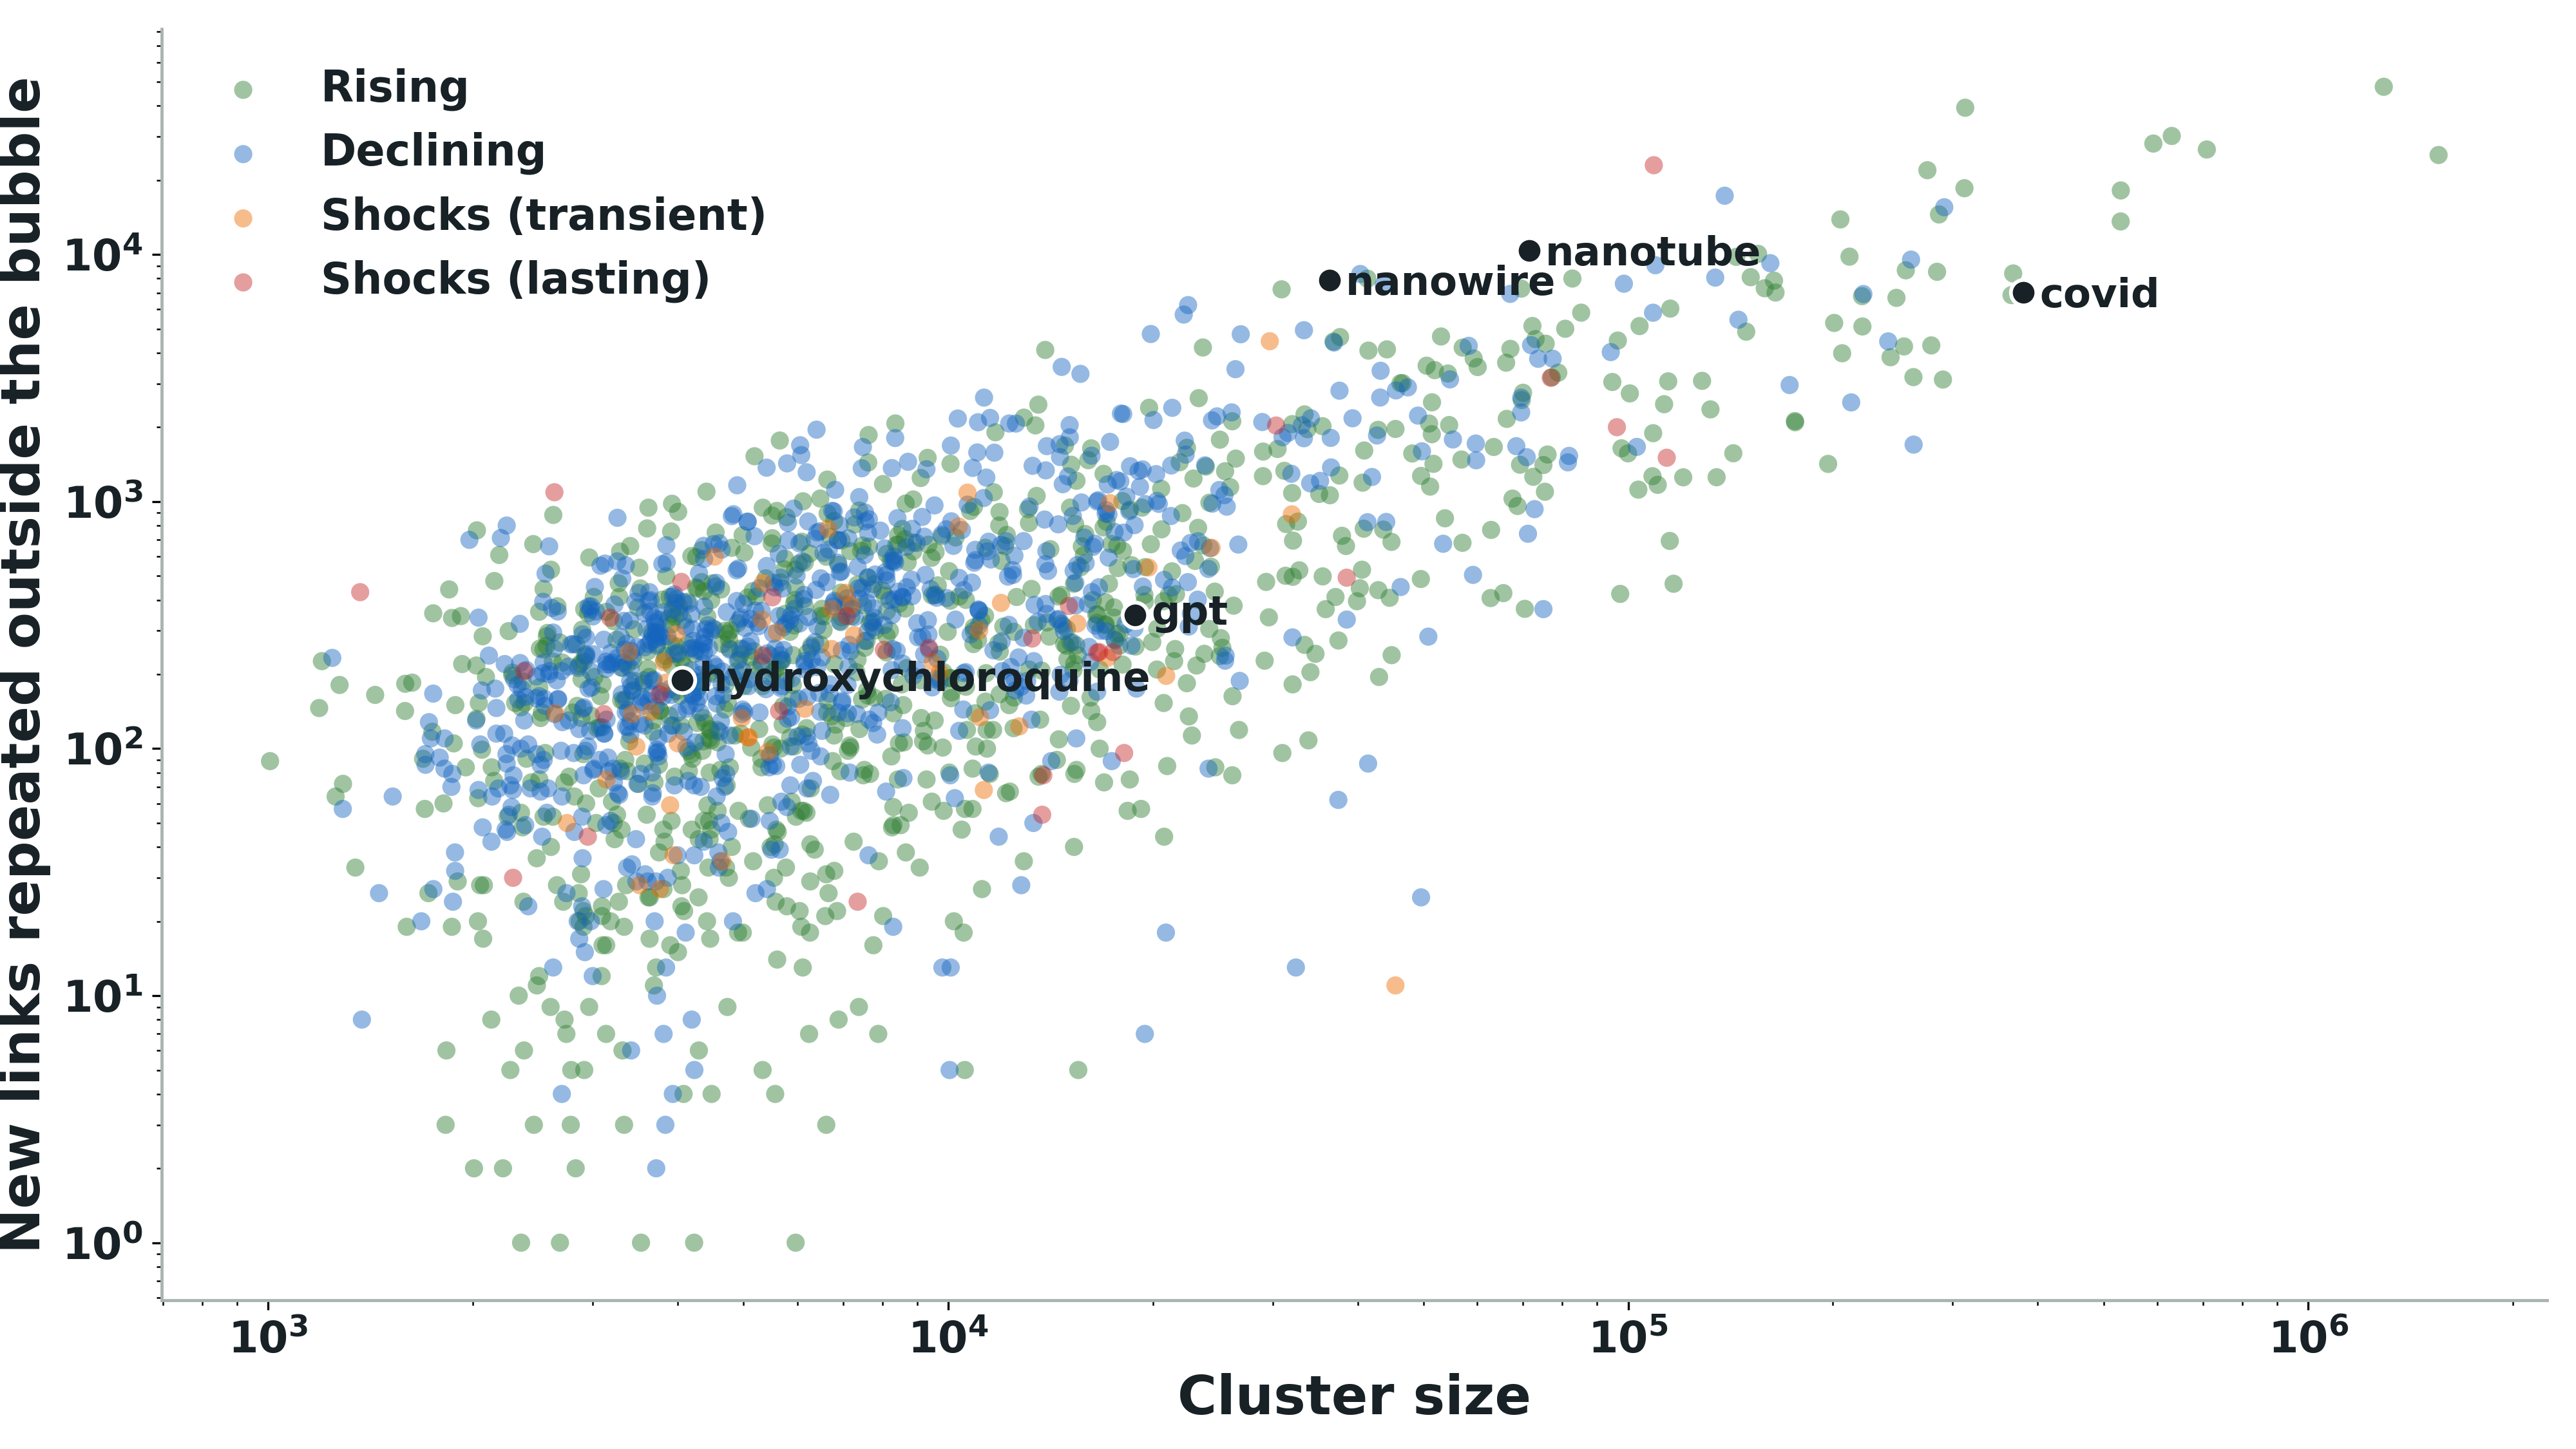 New links repeated outside the bubble
Rising
Declining
Shocks (transient)
Shocks (lasting)
10⁴
10³
10²
10¹
10⁰
nanotube
nanowire
covid
gpt
hydroxychloroquine
10³ 10⁴ 10⁵ 10⁶
Cluster size